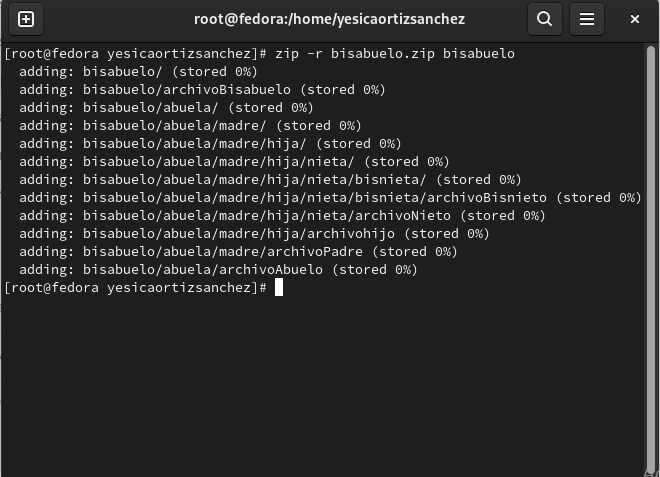 root@fedora:/home/yesicaortizsanchez
[root@fedora yesicaortizsanchez]# zip -r bisabuelo.zip bisabuelo
adding: bisabuelo/ (stored 0%)
adding: bisabuelo/archivoBisabuelo (stored 0%)
adding: bisabuelo/abuela/ (stored 0%)
adding: bisabuelo/abuela/madre/ (stored 0%)
adding: bisabuelo/abuela/madre/hija/ (stored 0%)
adding: bisabuelo/abuela/madre/hija/nieta/ (stored 0%)
adding: bisabuelo/abuela/madre/hija/nieta/bisnieta/ (stored 0%)
adding: bisabuelo/abuela/madre/hija/nieta/bisnieta/archivoBisnieto (stored 0%)
adding: bisabuelo/abuela/madre/hija/nieta/archivoNieto (stored 0%)
adding: bisabuelo/abuela/madre/hija/archivohijo (stored 0%)
adding: bisabuelo/abuela/madre/archivoPadre (stored 0%)
adding: bisabuelo/abuela/archivoAbuelo (stored 0%)
[root@fedora yesicaortizsanchez]#